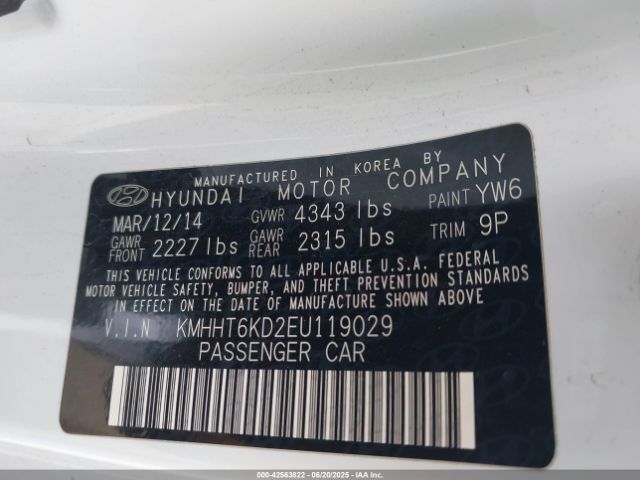 MANUFACTURED IN KOREA BY
HYUNDAI MOTOR COMPANY
MAR/12/14 GVWR 4343 lbs PAINT YW6
GAWR FRONT 2227 lbs GAWR REAR 2315 lbs TRIM 9P
THIS VEHICLE CONFORMS TO ALL APPLICABLE U.S.A. FEDERAL
MOTOR VEHICLE SAFETY, BUMPER, AND THEFT PREVENTION STANDARDS
IN EFFECT ON THE DATE OF MANUFACTURE SHOWN ABOVE.
V.I.N KMHHT6KD2EU119029
PASSENGER CAR
000-42563822 - 06/20/2025 - IAAI.COM